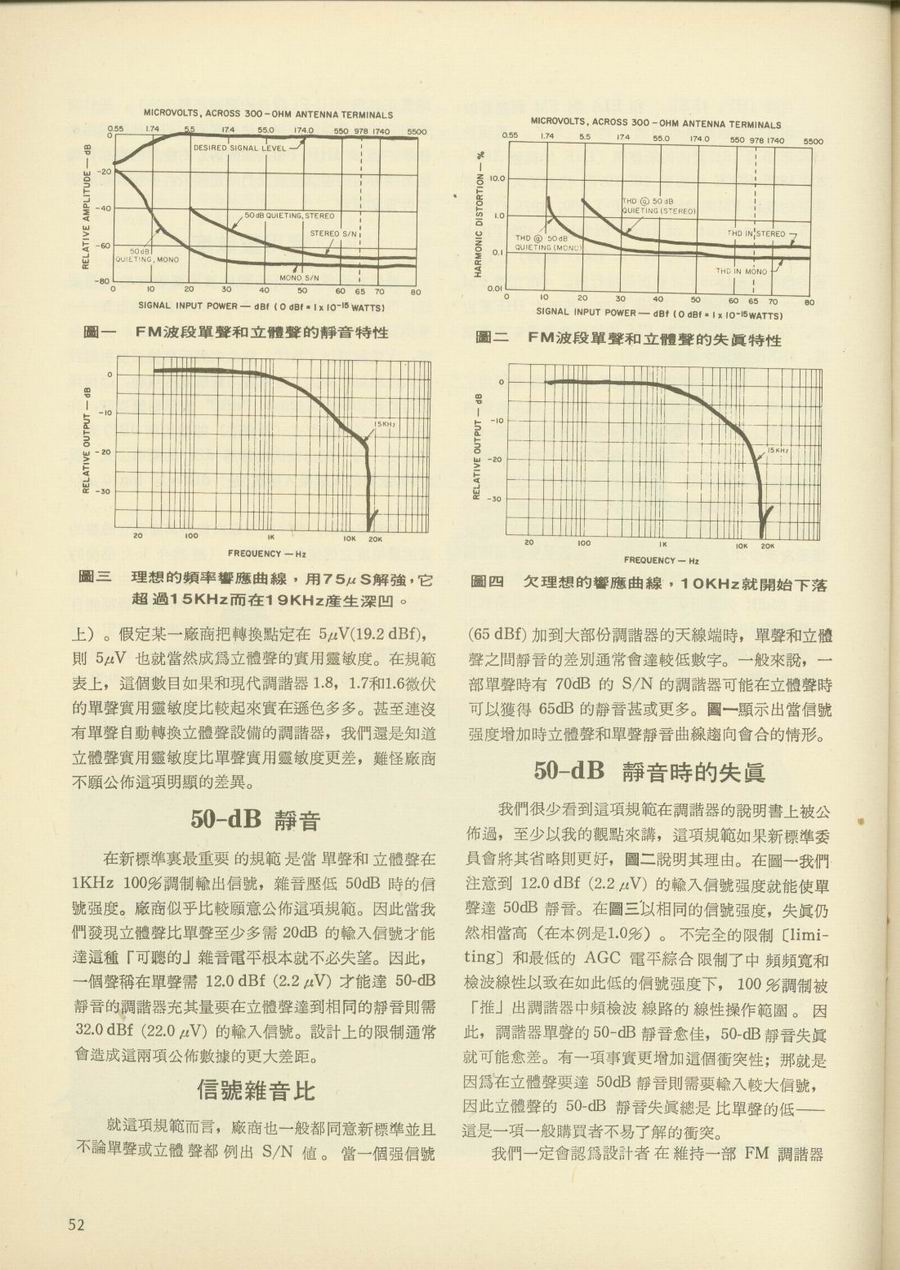 MICROVOLTS, ACROSS 300-OHM ANTENNA TERMINALS
0.55 1.74 5.5 17.4 55.0 174.0 550 978 1740 5500
RELATIVE AMPLITUDE — dB
0
-20
-40
-60
-80
DESIRED SIGNAL LEVEL
50dB QUIETING, STEREO
STEREO S/N
50dB
QUIETING, MONO
MONO S/N
0 10 20 30 40 50 60 65 70 80
SIGNAL INPUT POWER — dBf (0 dBf = 1 x 10-15 WATTS)
圖一 FM波段單聲和立體聲的靜音特性
MICROVOLTS, ACROSS 300-OHM ANTENNA TERMINALS
0.55 1.74 5.5 17.4 55.0 174.0 550 978 1740 5500
HARMONIC DISTORTION — %
10.0
1.0
0.1
0.01
THD @ 50 dB
QUIETING (STEREO)
THD @ 50dB
QUIETING (MONO)
THD IN STEREO
THD IN MONO
0 10 20 30 40 50 60 65 70 80
SIGNAL INPUT POWER — dBf (0 dBf = 1 x 10-15 WATTS)
圖二 FM波段單聲和立體聲的失眞特性
RELATIVE OUTPUT — dB
0
-10
-20
-30
15KHz
20 100 1K 10K 20K
FREQUENCY — Hz
圖三 理想的頻率響應曲線，用75μS解強，它
超過15KHz而在19KHz産生深凹。
RELATIVE OUTPUT — dB
0
-10
-20
-30
15KHz
20 100 1K 10K 20K
FREQUENCY — Hz
圖四 欠理想的響應曲線，10KHz就開始下落
上）。假定某一廠商把轉換點定在 5μV(19.2 dBf)，
則 5μV 也就當然成爲立體聲的實用靈敏度。在規範
表上，這個數目如果和現代調諧器 1.8，1.7和1.6微伏
的單聲實用靈敏度比較起來實在遜色多多。甚至連沒
有單聲自動轉換立體聲設備的調諧器，我們還是知道
立體聲實用靈敏度比單聲實用靈敏度更差，難怪廠商
不願公佈這項明顯的差異。
50-dB 靜音
在新標準裏最重要的規範是當單聲和立體聲在
1KHz 100%調制輸出信號，雜音壓低 50dB 時的信
號强度。廠商似乎比較願意公佈這項規範。因此當我
們發現立體聲比單聲至少多需 20dB 的輸入信號才能
達這種「可聽的」雜音電平根本就不必失望。因此，
一個聲稱在單聲需 12.0 dBf (2.2 μV) 才能達 50-dB
靜音的調諧器充其量要在立體聲達到相同的靜音則需
32.0 dBf (22.0 μV) 的輸入信號。設計上的限制通常
會造成這兩項公佈數據的更大差距。
信號雜音比
就這項規範而言，廠商也一般都同意新標準並且
不論單聲或立體聲都例出 S/N 値。當一個强信號
(65 dBf) 加到大部份調諧器的天線端時，單聲和立體
聲之間靜音的差別通常會達較低數字。一般來說，一
部單聲時有 70dB 的 S/N 的調諧器可能在立體聲時
可以獲得 65dB 的靜音甚或更多。圖一顯示出當信號
强度增加時立體聲和單聲靜音曲線趨向會合的情形。
50-dB 靜音時的失眞
我們很少看到這項規範在調諧器的說明書上被公
佈過，至少以我的觀點來講，這項規範如果新標準委
員會將其省略則更好，圖二說明其理由。在圖一我們
注意到 12.0 dBf (2.2 μV) 的輸入信號强度就能使單
聲達 50dB 靜音。在圖三以相同的信號强度，失眞仍
然相當高（在本例是1.0%）。不完全的限制〔limi-
ting〕和最低的 AGC 電平綜合限制了中頻頻寬和
檢波線性以致在如此低的信號强度下，100 %調制被
「推」出調諧器中頻檢波線路的線性操作範圍。因
此，調諧器單聲的50-dB 靜音愈佳，50-dB 靜音失眞
就可能愈差。有一項事實更增加這個衝突性；那就是
因爲在立體聲要達 50dB 靜音則需要輸入較大信號，
因此立體聲的 50-dB 靜音失眞總是比單聲的低——
這是一項一般購買者不易了解的衝突。
我們一定會認爲設計者在維持一部 FM 調諧器
52